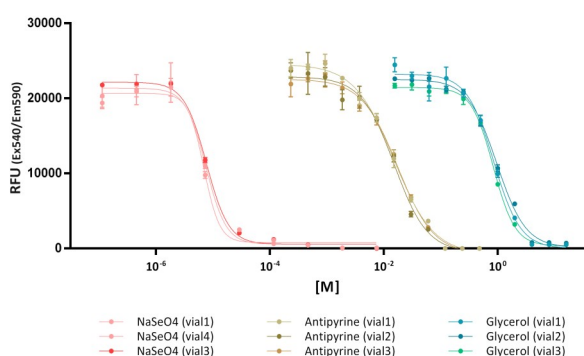 30000
20000
10000
0
RFU (Ex540/Em590)
10-6 10-4 10-2 100
[M]
NaSeO4 (vial1) Antipyrine (vial1) Glycerol (vial1)
NaSeO4 (vial4) Antipyrine (vial2) Glycerol (vial2)
NaSeO4 (vial3) Antipyrine (vial3) Glycerol (vial3)